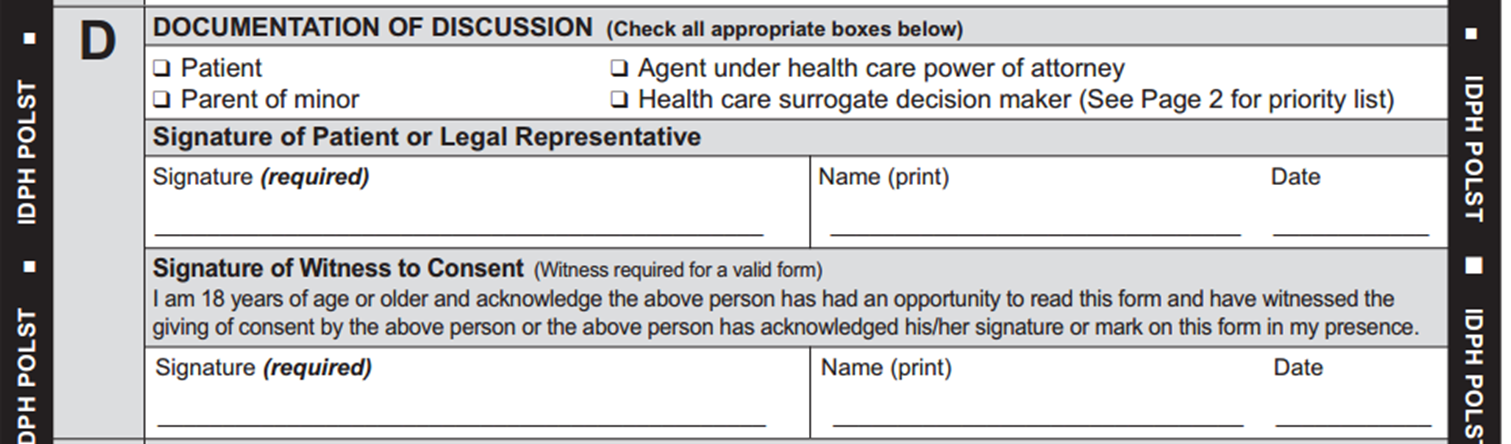 D
DOCUMENTATION OF DISCUSSION (Check all appropriate boxes below)
❏ Patient ❏ Agent under health care power of attorney
❏ Parent of minor ❏ Health care surrogate decision maker (See Page 2 for priority list)
Signature of Patient or Legal Representative
Signature (required) Name (print) Date
Signature of Witness to Consent (Witness required for a valid form)
I am 18 years of age or older and acknowledge the above person has had an opportunity to read this form and have witnessed the
giving of consent by the above person or the above person has acknowledged his/her signature or mark on this form in my presence.
Signature (required) Name (print) Date
IDPH POLST
DPH POLST
IDPH POLST
IDPH POLST